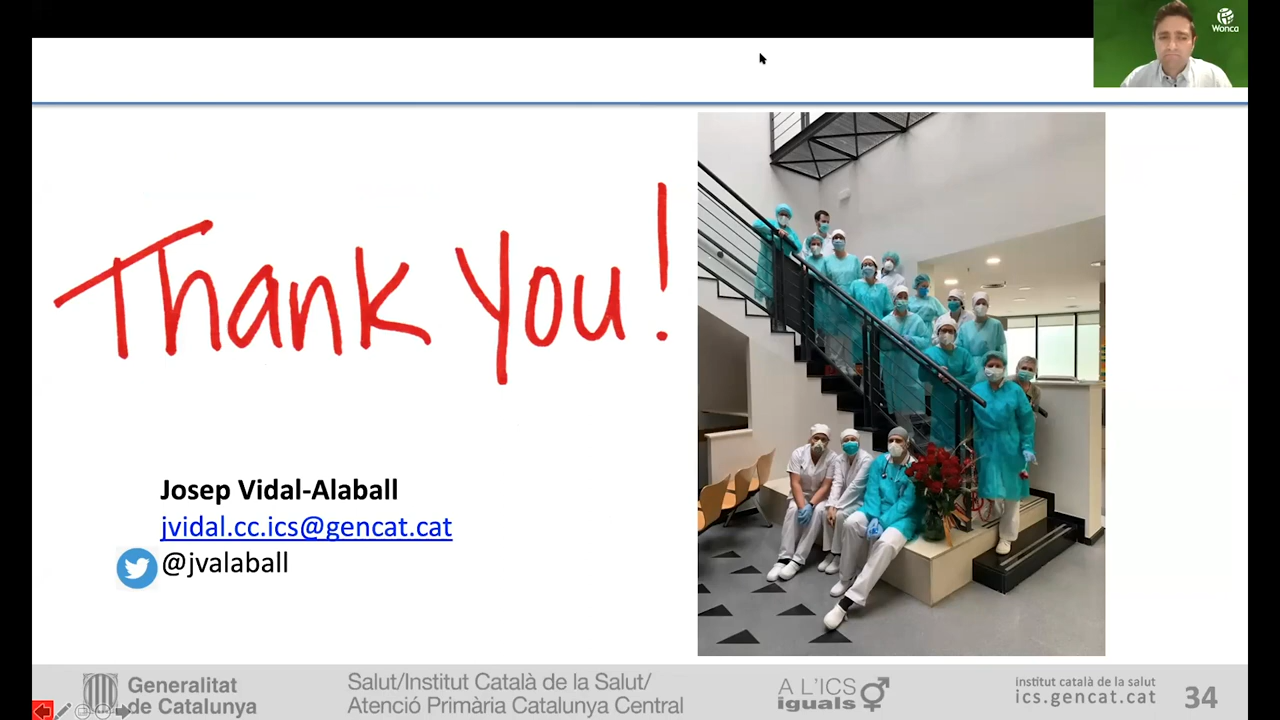 Wonca
Thank You!
Josep Vidal-Alaball
jvidal.cc.ics@gencat.cat
@jvalaball
Generalitat
de Catalunya
Salut/Institut Català de la Salut/
Atenció Primària Catalunya Central
A L'ICS
iguals
institut català de la salut
ics.gencat.cat
34